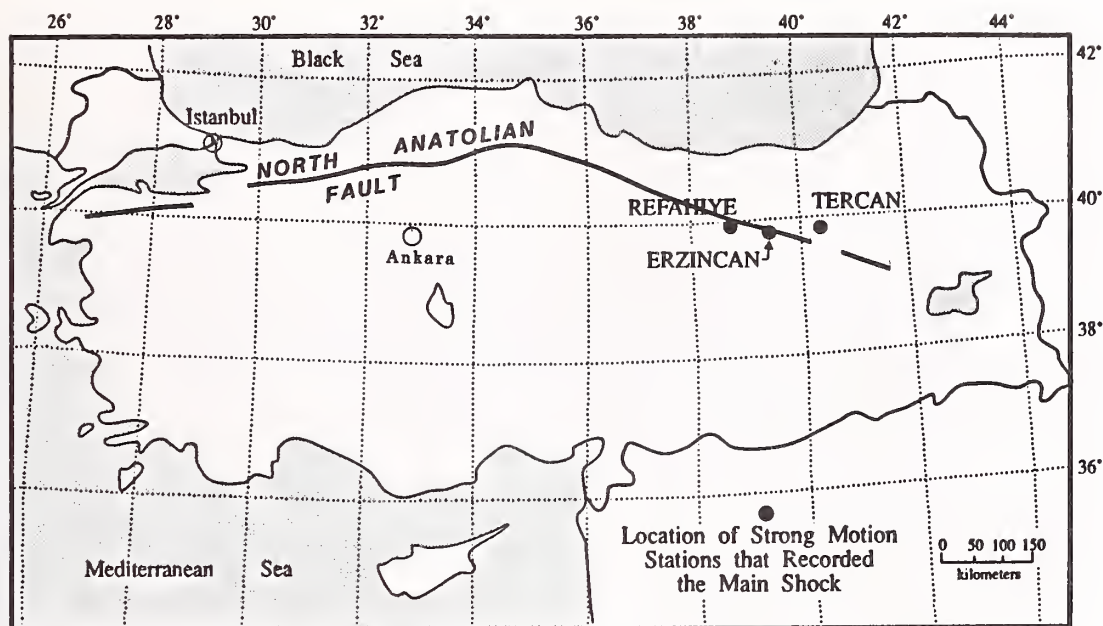 26° 28° 30° 32° 34° 36° 38° 40° 42° 44°
42°
Black Sea
Istanbul
NORTH ANATOLIAN
FAULT
40°
REFAHIYE TERCAN
Ankara
ERZINCAN
38°
36°
Location of Strong Motion
Stations that Recorded
the Main Shock
0 50 100 150
kilometers
Mediterranean Sea